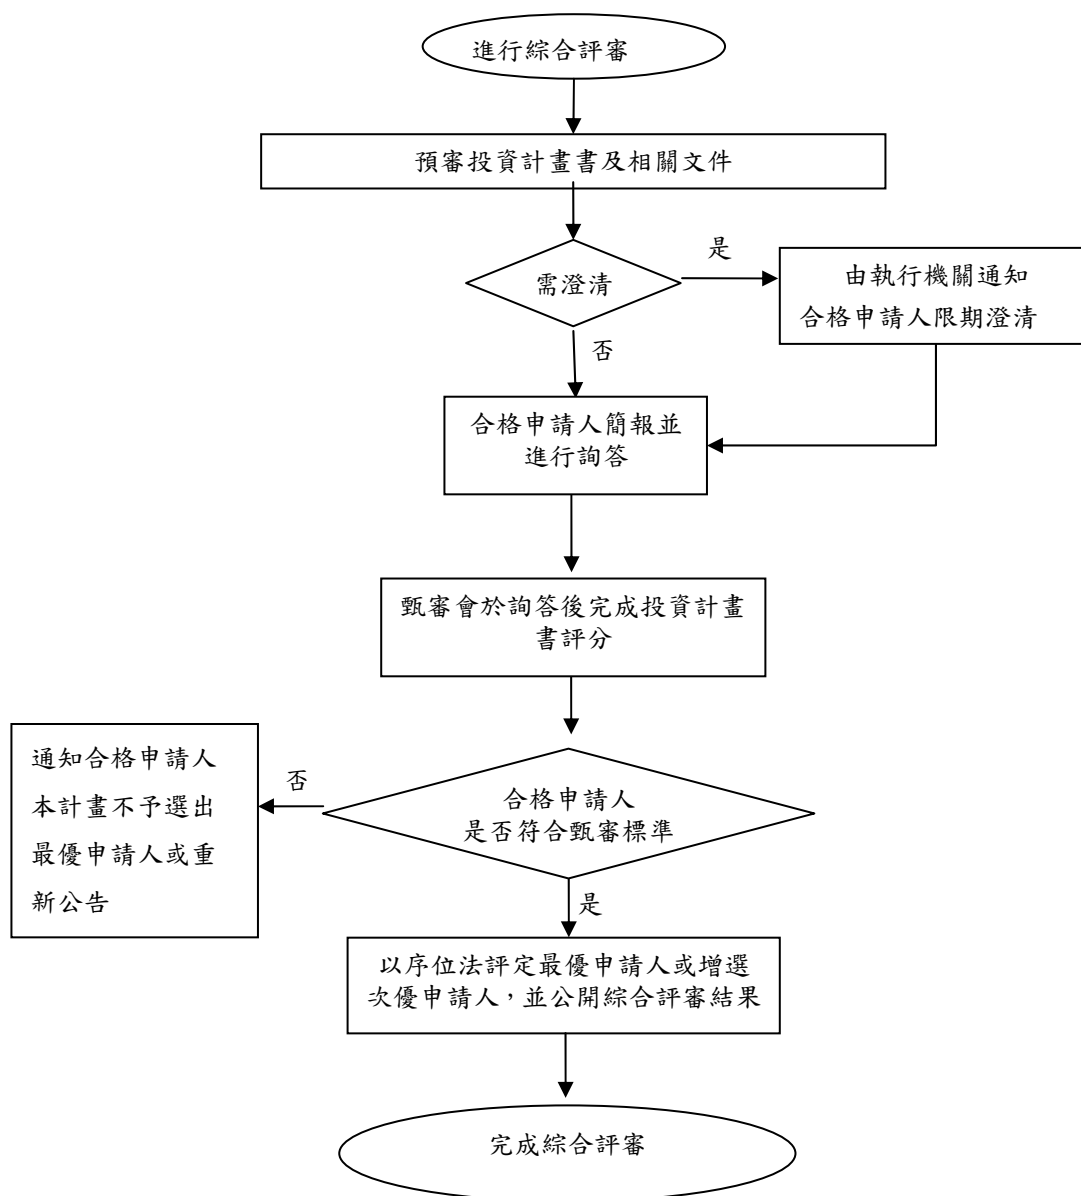 進行綜合評審
預審投資計畫書及相關文件
需澄清
是
由執行機關通知
合格申請人限期澄清
否
合格申請人簡報並
進行詢答
甄審會於詢答後完成投資計畫
書評分
通知合格申請人
本計畫不予選出
最優申請人或重
新公告
否
合格申請人
是否符合甄審標準
是
以序位法評定最優申請人或增選
次優申請人，並公開綜合評審結果
完成綜合評審